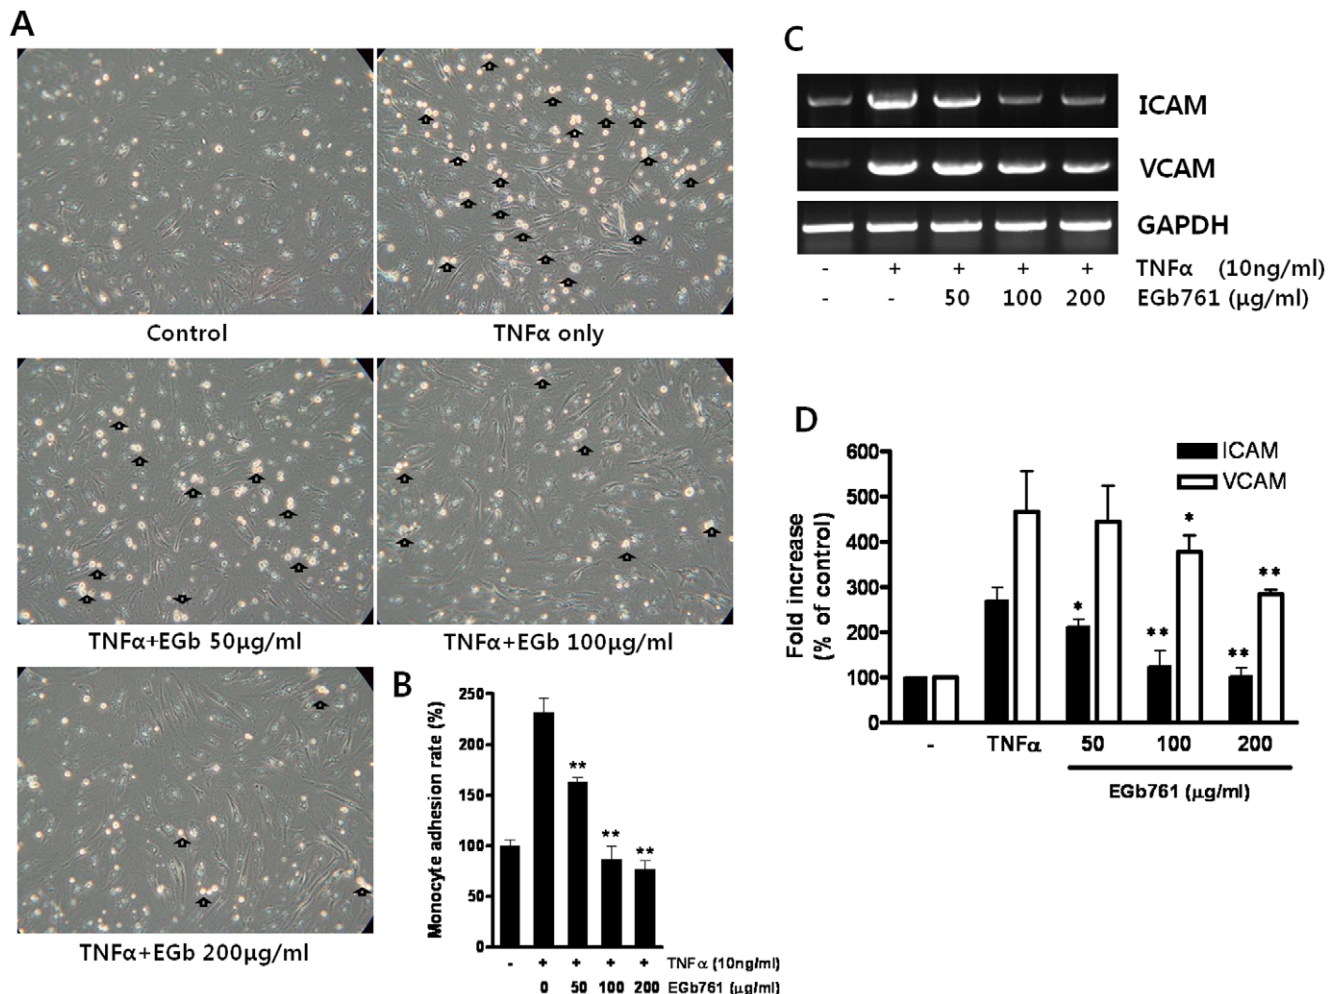 A
Control
TNFα only
TNFα+EGb 50µg/ml
TNFα+EGb 100µg/ml
TNFα+EGb 200µg/ml
B
Monocyte adhesion rate (%)
250
200
150
100
50
0
**
**
**
- + + + + TNFα (10ng/ml)
0 50 100 200 EGb761 (µg/ml)
C
ICAM
VCAM
GAPDH
- + + + + TNFα (10ng/ml)
- - 50 100 200 EGb761 (µg/ml)
D
Fold increase
(% of control)
600
500
400
300
200
100
0
ICAM
VCAM
*
**
*
**
**
- TNFα 50 100 200
EGb761 (µg/ml)